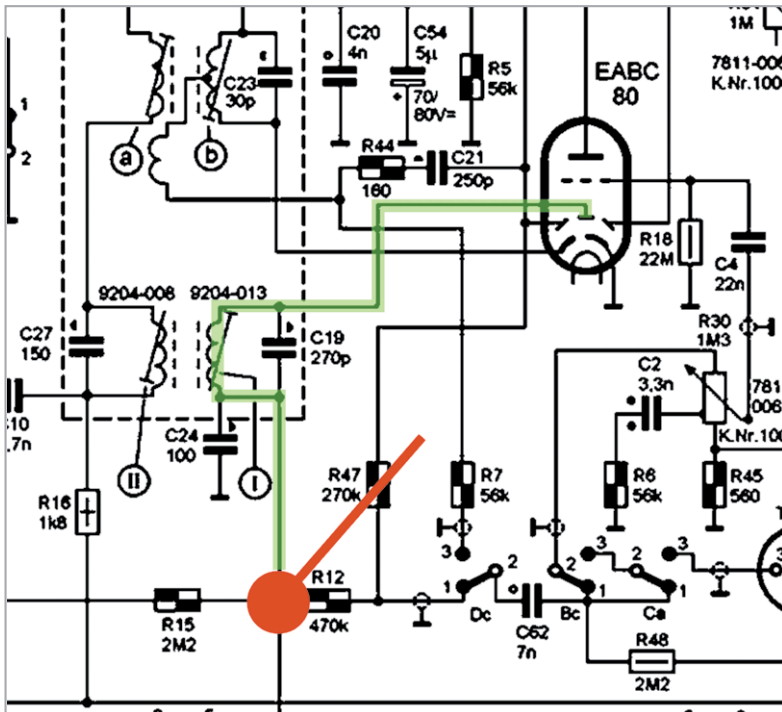 1M
7811-006
K.Nr.100
C20
4n
C54
5µ
70/
80V=
+
R5
56k
EABC
80
C23
30p
1
2
a
b
R44
160
C21
250p
R18
22M
C4
22n
9204-008
9204-013
C27
150
C19
270p
R30
1M3
C2
3,3n
781
006
K.Nr.100
10
,7n
C24
100
II
I
R16
1k8
R47
270k
R7
56k
R6
56k
R45
560
3
2
1
Dc
3
2
1
Bc
2
3
1
Ca
T
3
R15
2M2
R12
470k
C62
7n
R48
2M2